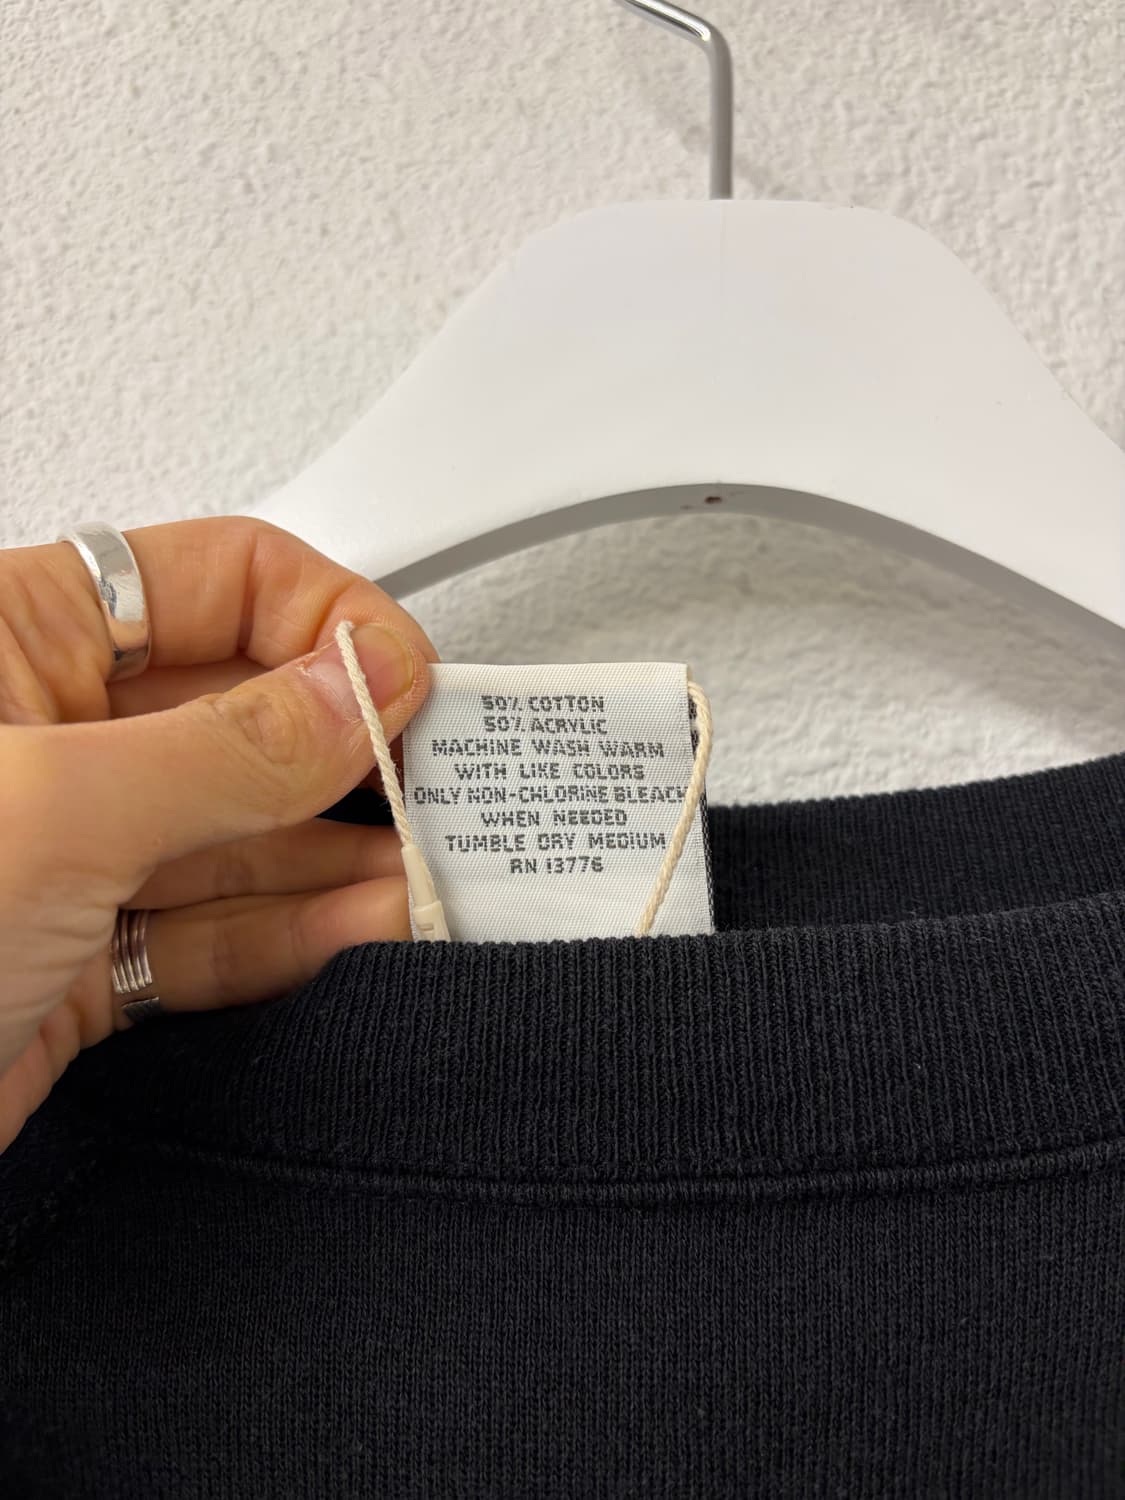 50% COTTON
50% ACRYLIC
MACHINE WASH WARM
WITH LIKE COLORS
ONLY NON-CHLORINE BLEACH
WHEN NEEDED
TUMBLE DRY MEDIUM
RN 13776